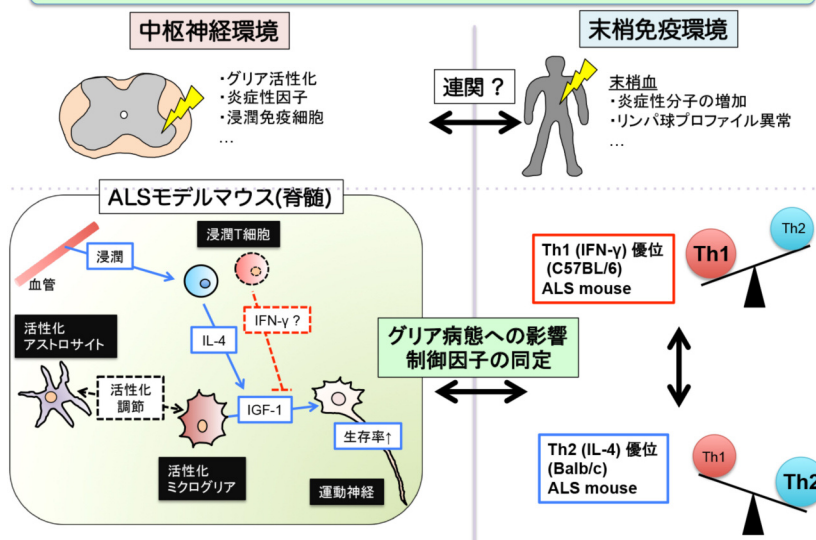 中枢神経環境
・グリア活性化
・炎症性因子
・浸潤免疫細胞
…
連関？
末梢免疫環境
末梢血
・炎症性分子の増加
・リンパ球プロファイル異常
…
ALSモデルマウス(脊髄)
血管
浸潤
浸潤T細胞
IL-4
IFN-γ？
活性化
アストロサイト
活性化
調節
IGF-1
活性化
ミクログリア
生存率↑
運動神経
グリア病態への影響
制御因子の同定
Th1 (IFN-γ) 優位
(C57BL/6)
ALS mouse
Th1
Th2
Th2 (IL-4) 優位
(Balb/c)
ALS mouse
Th1
Th2